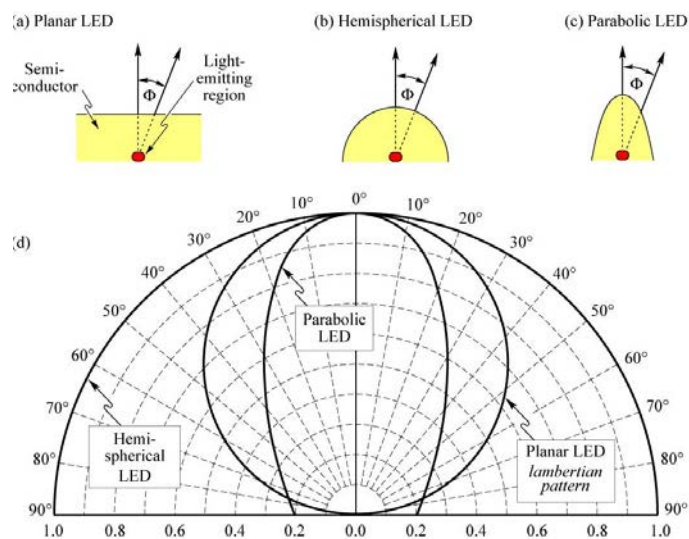 (a) Planar LED
(b) Hemispherical LED
(c) Parabolic LED
Semi-
conductor
Light-
emitting
region
Φ
Φ
Φ
(d)
90°
80°
70°
60°
50°
40°
30°
20°
10°
0°
10°
20°
30°
40°
50°
60°
70°
80°
90°
Parabolic
LED
Hemi-
spherical
LED
Planar LED
lambertian
pattern
1.0 0.8 0.6 0.4 0.2 0.0 0.2 0.4 0.6 0.8 1.0